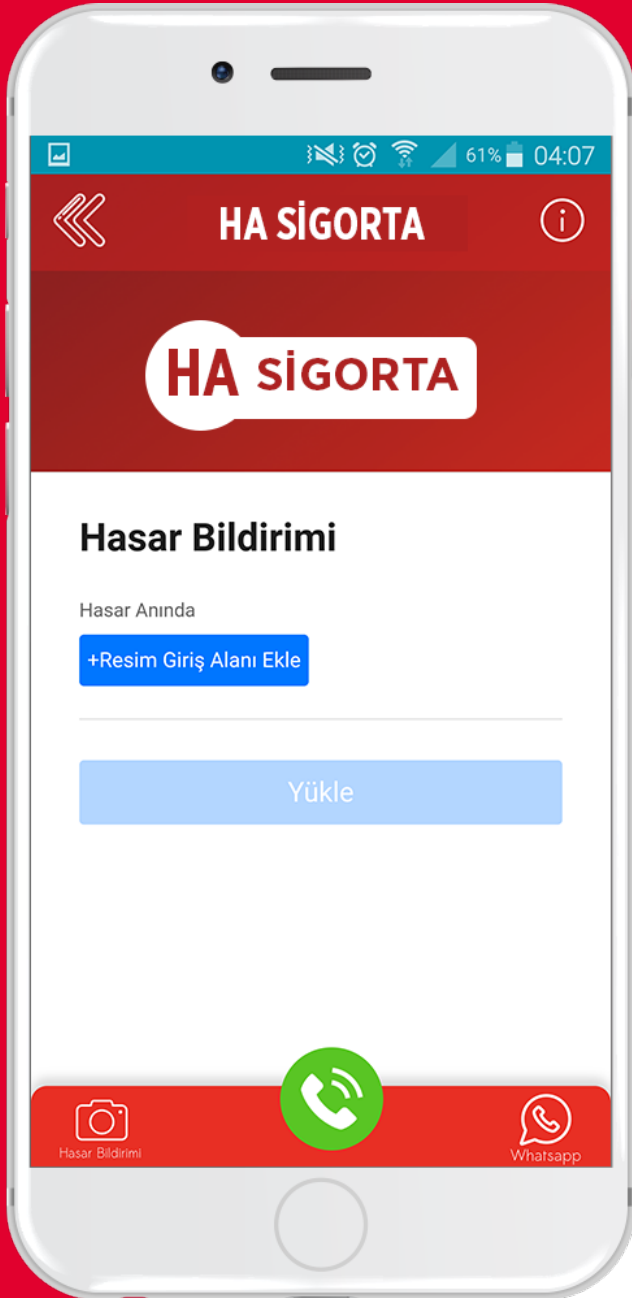 61% 04:07
HA SİGORTA
HA SİGORTA
Hasar Bildirimi
Hasar Anında
+Resim Giriş Alanı Ekle
Yükle
Hasar Bildirimi
Whatsapp